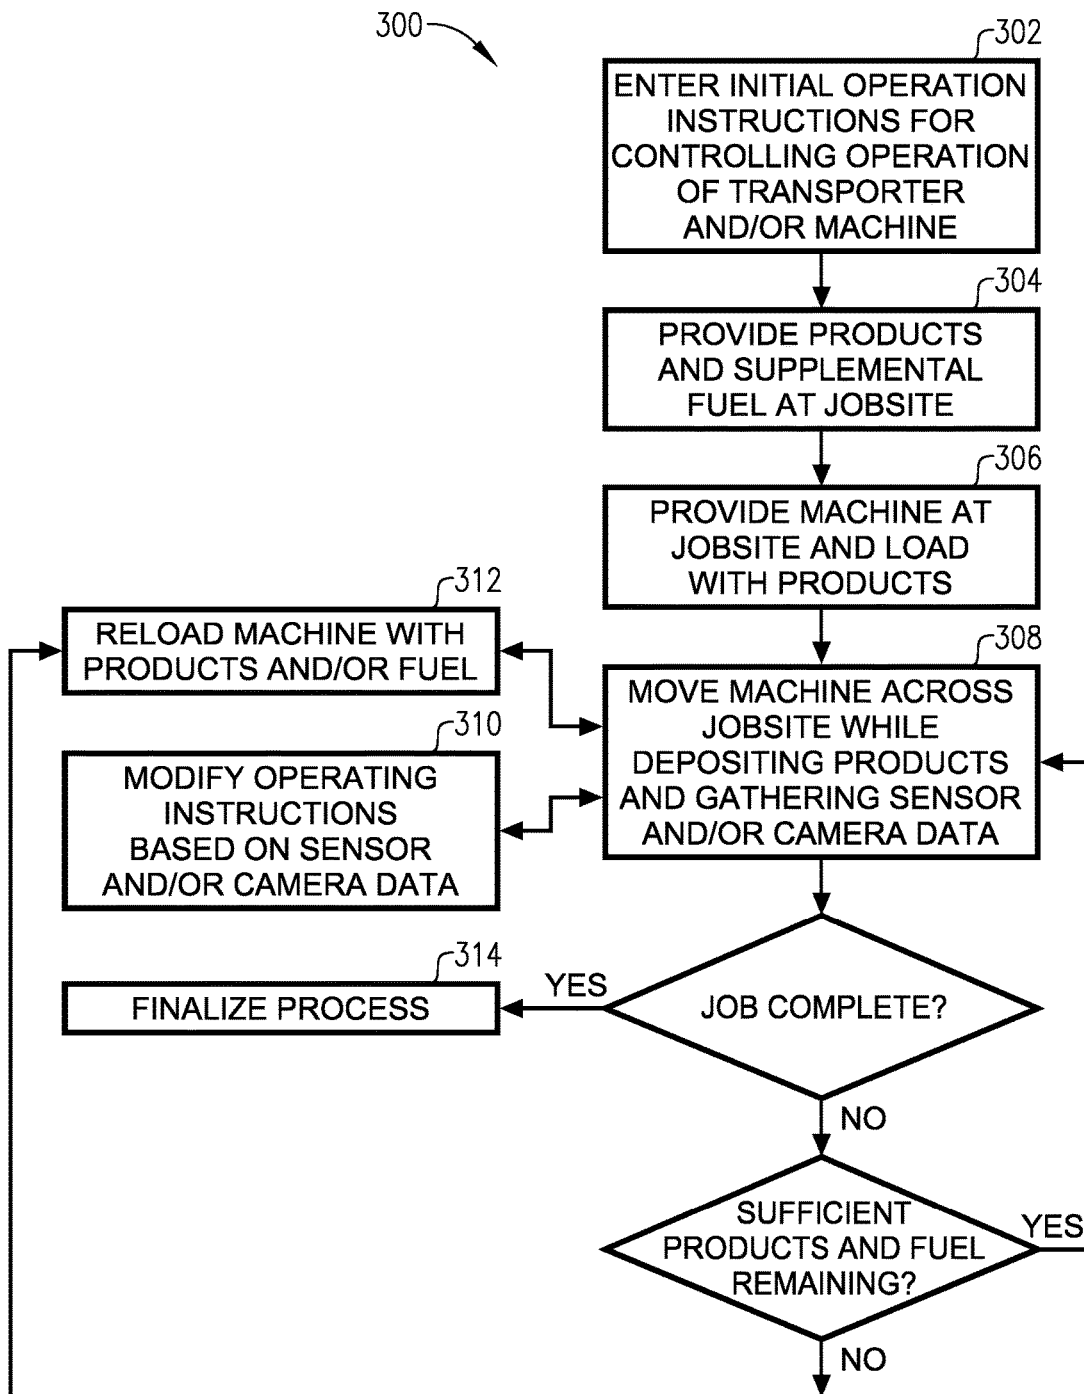 300
302
ENTER INITIAL OPERATION
INSTRUCTIONS FOR
CONTROLLING OPERATION
OF TRANSPORTER
AND/OR MACHINE
304
PROVIDE PRODUCTS
AND SUPPLEMENTAL
FUEL AT JOBSITE
306
PROVIDE MACHINE AT
JOBSITE AND LOAD
WITH PRODUCTS
312
RELOAD MACHINE WITH
PRODUCTS AND/OR FUEL
308
MOVE MACHINE ACROSS
JOBSITE WHILE
DEPOSITING PRODUCTS
AND GATHERING SENSOR
AND/OR CAMERA DATA
310
MODIFY OPERATING
INSTRUCTIONS
BASED ON SENSOR
AND/OR CAMERA DATA
314
FINALIZE PROCESS
YES
JOB COMPLETE?
NO
SUFFICIENT
PRODUCTS AND FUEL
REMAINING?
YES
NO